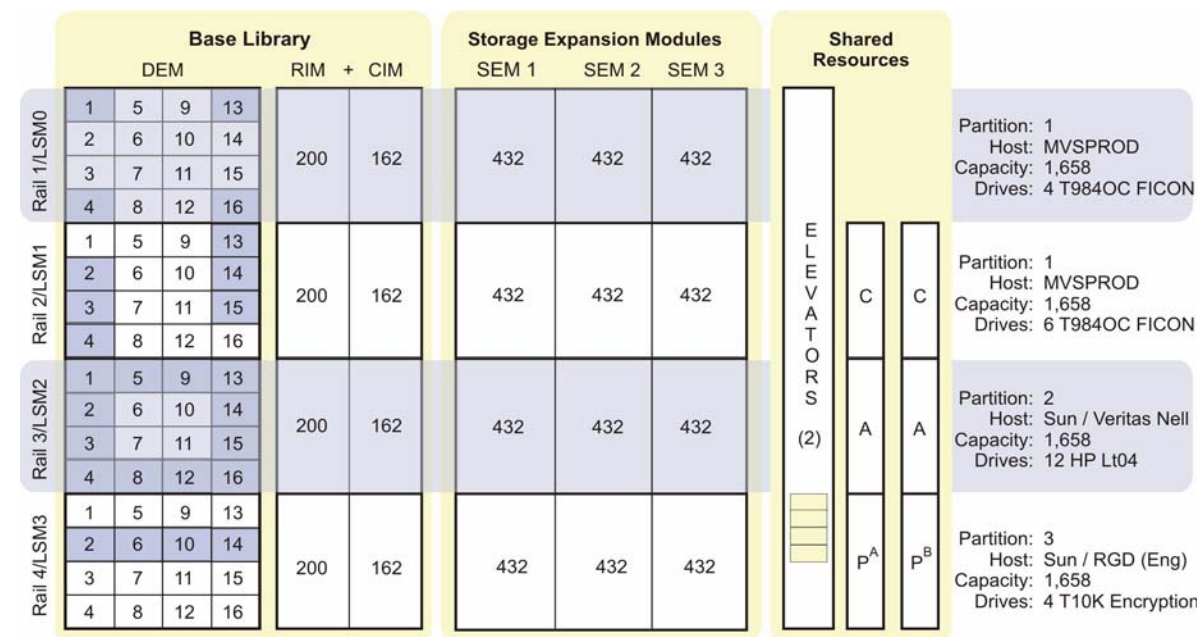 Base Library
Storage Expansion Modules
Shared
Resources
DEM
RIM + CIM
SEM 1 SEM 2 SEM 3
Rail 1/LSM0
1 5 9 13
2 6 10 14
3 7 11 15
4 8 12 16
200 162
432 432 432
Partition: 1
Host: MVSPROD
Capacity: 1,658
Drives: 4 T984OC FICON
Rail 2/LSM1
1 5 9 13
2 6 10 14
3 7 11 15
4 8 12 16
200 162
432 432 432
ELEVATORS
(2)
C C
Partition: 1
Host: MVSPROD
Capacity: 1,658
Drives: 6 T984OC FICON
Rail 3/LSM2
1 5 9 13
2 6 10 14
3 7 11 15
4 8 12 16
200 162
432 432 432
A A
Partition: 2
Host: Sun / Veritas Nell
Capacity: 1,658
Drives: 12 HP Lt04
Rail 4/LSM3
1 5 9 13
2 6 10 14
3 7 11 15
4 8 12 16
200 162
432 432 432
P^A P^B
Partition: 3
Host: Sun / RGD (Eng)
Capacity: 1,658
Drives: 4 T10K Encryption